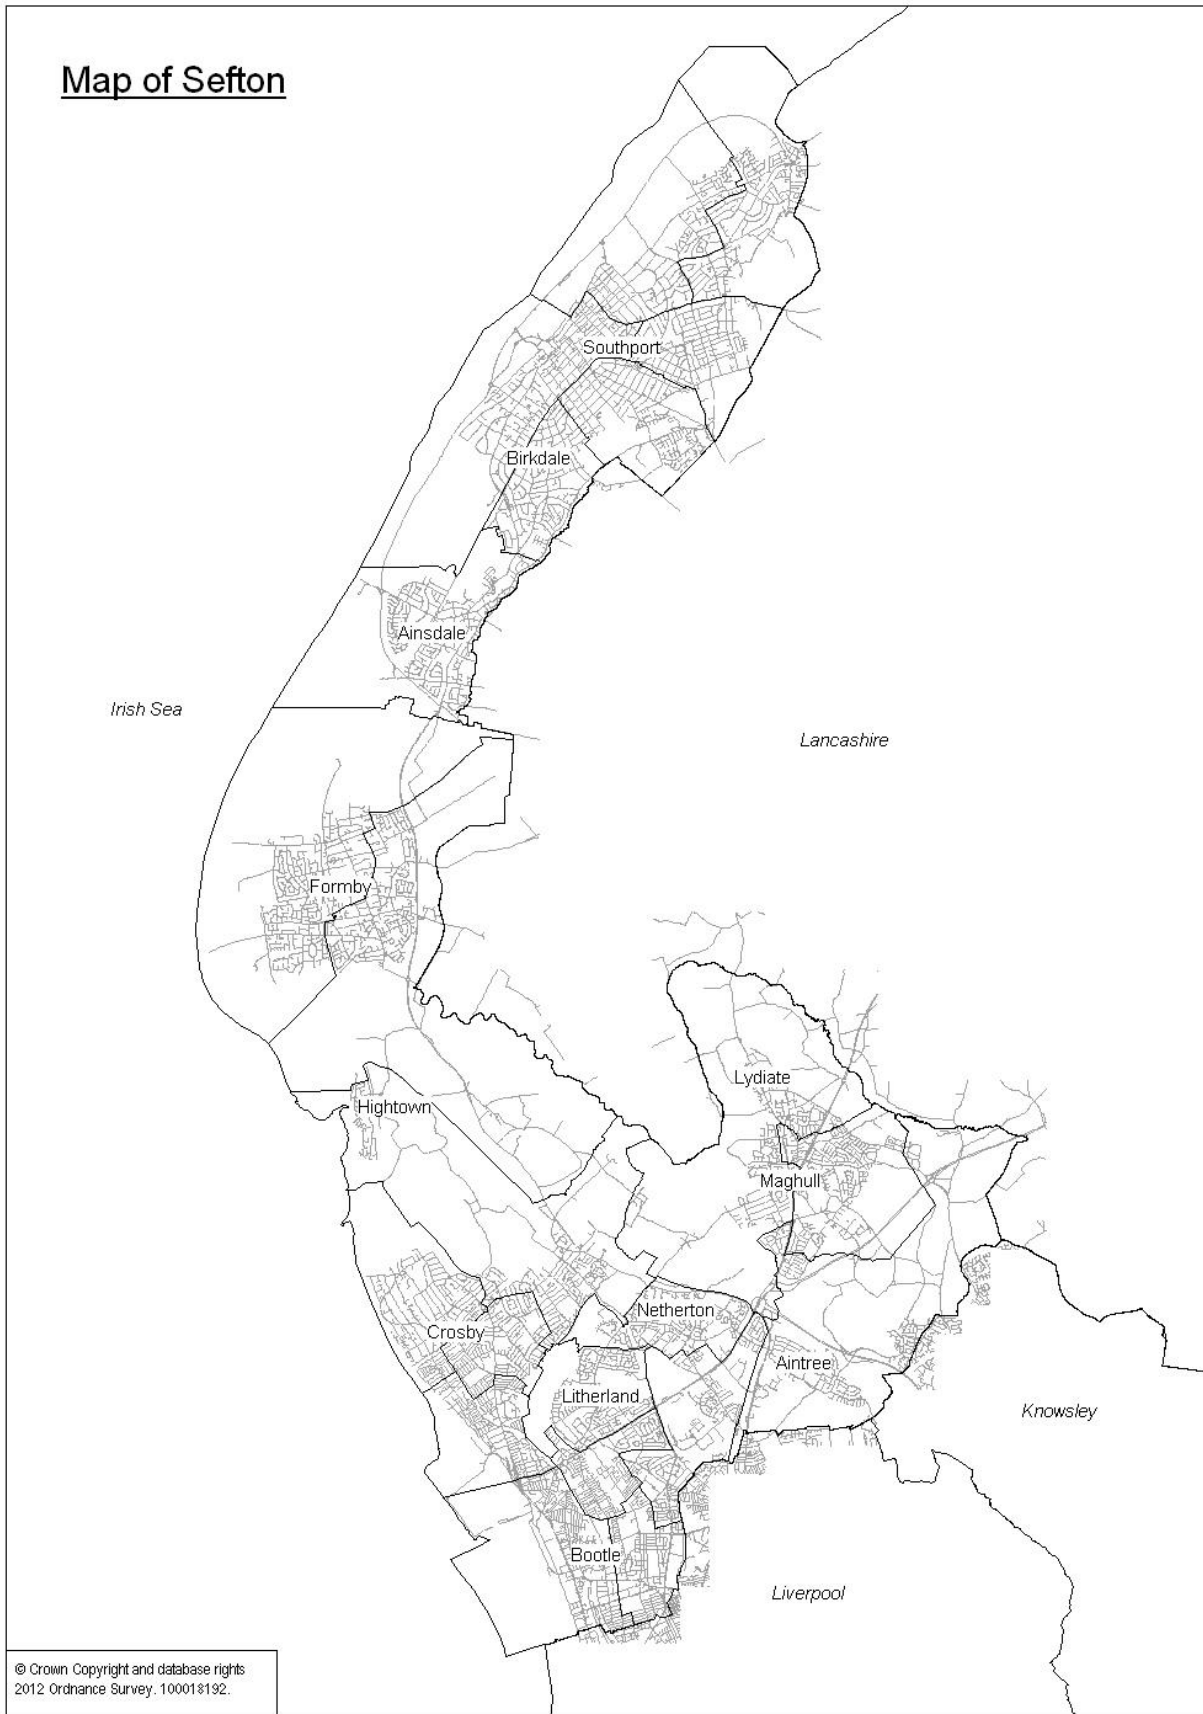 Map of Sefton
Southport
Birkdale
Ainsdale
Irish Sea
Lancashire
Formby
Lydiate
Hightown
Maghull
Netherton
Crosby
Aintree
Litherland
Knowsley
Bootle
Liverpool
© Crown Copyright and database rights
2012 Ordnance Survey. 100018192.